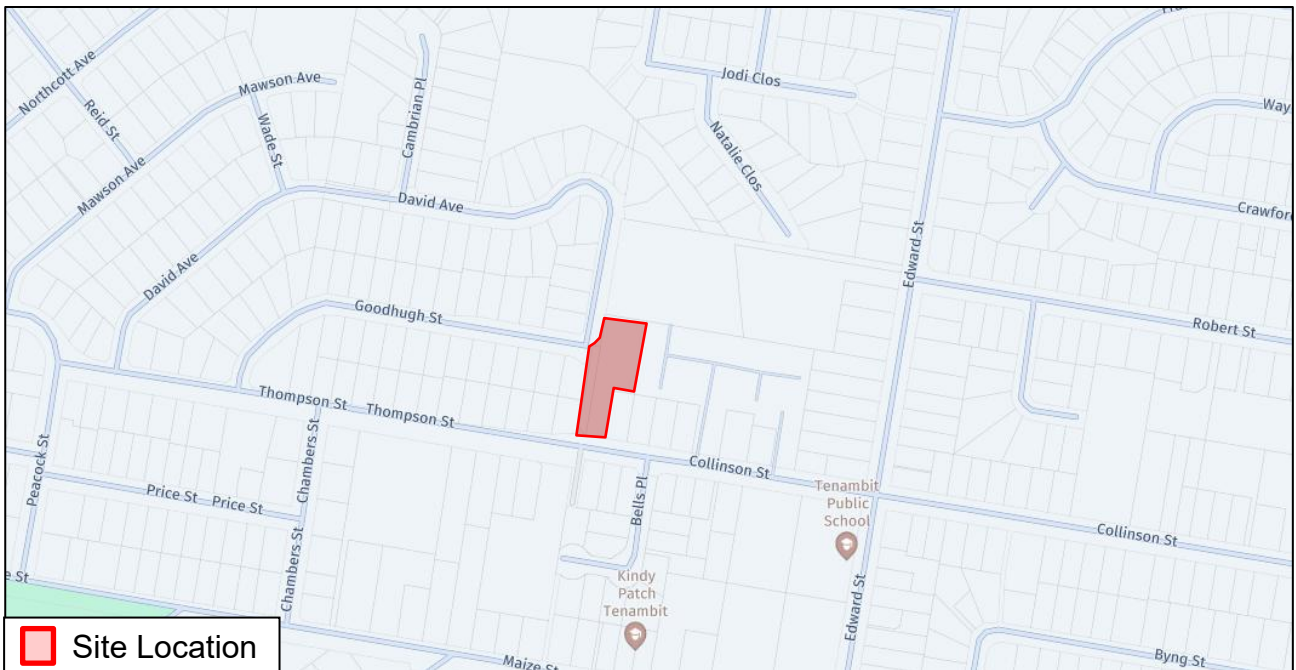 Northcott Ave
Reid St
Mawson Ave
Wade St
Cambrian Pl
Mawson Ave
David Ave
David Ave
Goodhugh St
Jodi Clos
Natalie Clos
Edward St
Way
Crawfor
Robert St
Thompson St
Thompson St
Chambers St
Peacock St
Price St
Price St
Chambers St
e St
Collinson St
Bells Pl
Tenambit
Public
School
Collinson St
Kindy
Patch
Tenambit
Edward St
Maize St
Byng St
Site Location